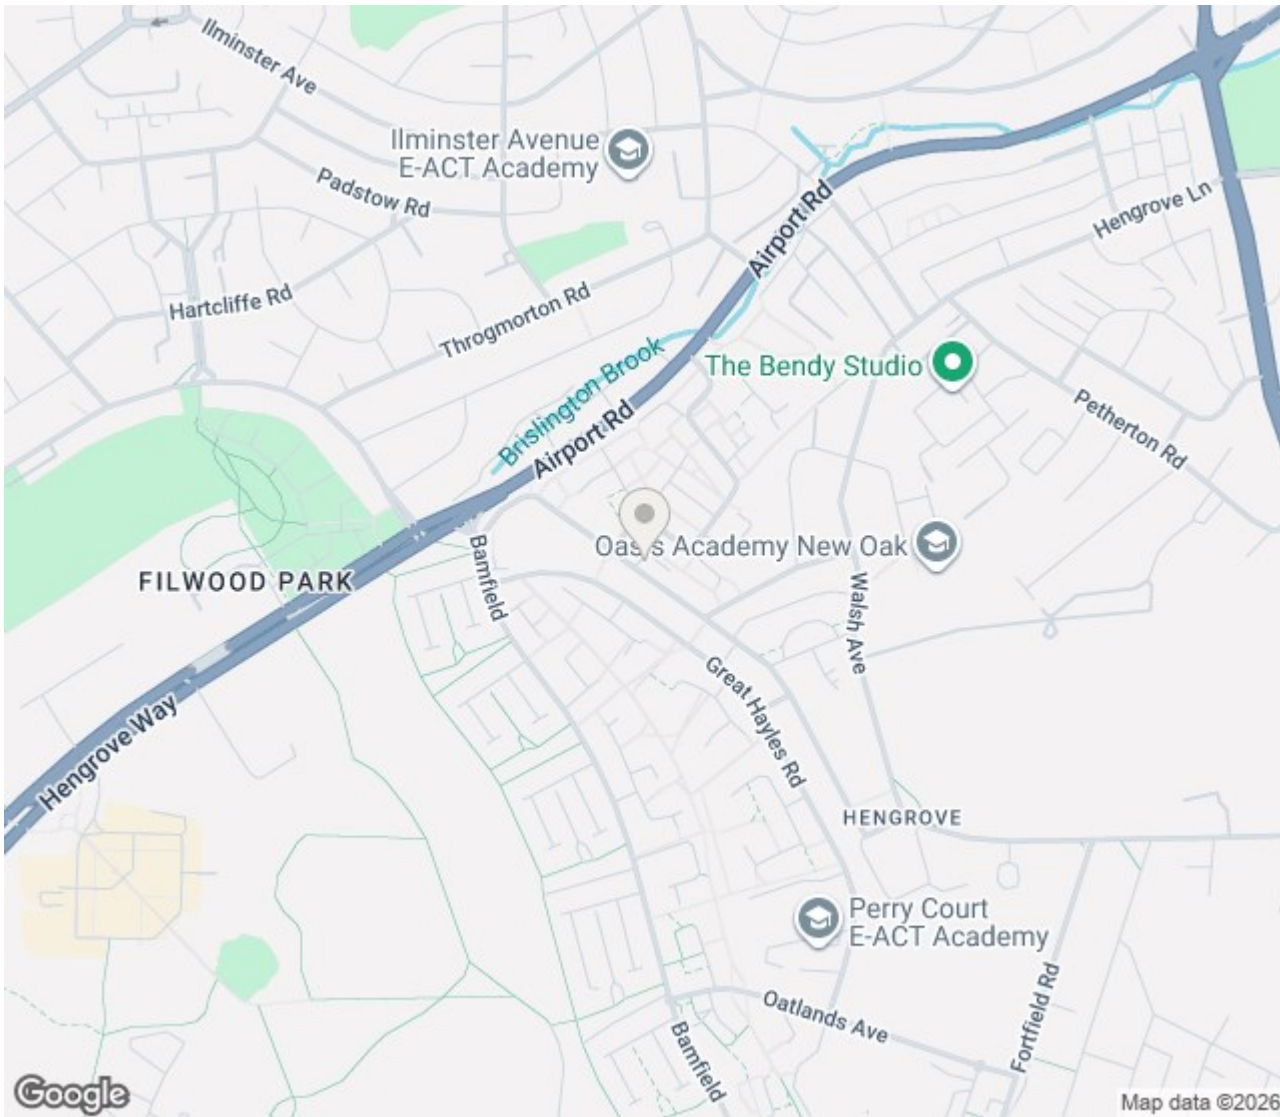 Ilminster Ave
Ilminster Avenue
E-ACT Academy
Padstow Rd
Airport Rd
Hengrove Ln
Hartcliffe Rd
Throgmorton Rd
Brislington Brook
The Bendy Studio
Airport Rd
Petherton Rd
Oasis Academy New Oak
Bamfield
FILWOOD PARK
Walsh Ave
Great Hayles Rd
Hengrove Way
HENGROVE
Perry Court
E-ACT Academy
Oatlands Ave
Fortfield Rd
Bamfield
Google
Map data ©2026